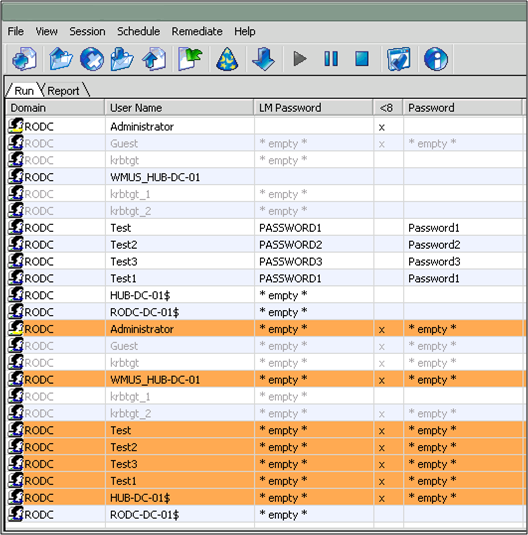 File View Session Schedule Remediate Help
Run Report
Domain User Name LM Password <8 Password
RODC Administrator x
RODC Guest * empty * x * empty *
RODC krbtgt * empty *
RODC WMUS_HUB-DC-01
RODC krbtgt_1 * empty *
RODC krbtgt_2 * empty *
RODC Test PASSWORD1 Password1
RODC Test2 PASSWORD2 Password2
RODC Test3 PASSWORD3 Password3
RODC Test1 PASSWORD1 Password1
RODC HUB-DC-01$ * empty *
RODC RODC-DC-01$ * empty *
RODC Administrator * empty * x * empty *
RODC Guest * empty * x * empty *
RODC krbtgt * empty * x * empty *
RODC WMUS_HUB-DC-01 * empty * x * empty *
RODC krbtgt_1 * empty * x * empty *
RODC krbtgt_2 * empty * x * empty *
RODC Test * empty * x * empty *
RODC Test2 * empty * x * empty *
RODC Test3 * empty * x * empty *
RODC Test1 * empty * x * empty *
RODC HUB-DC-01$ * empty * x * empty *
RODC RODC-DC-01$ * empty *